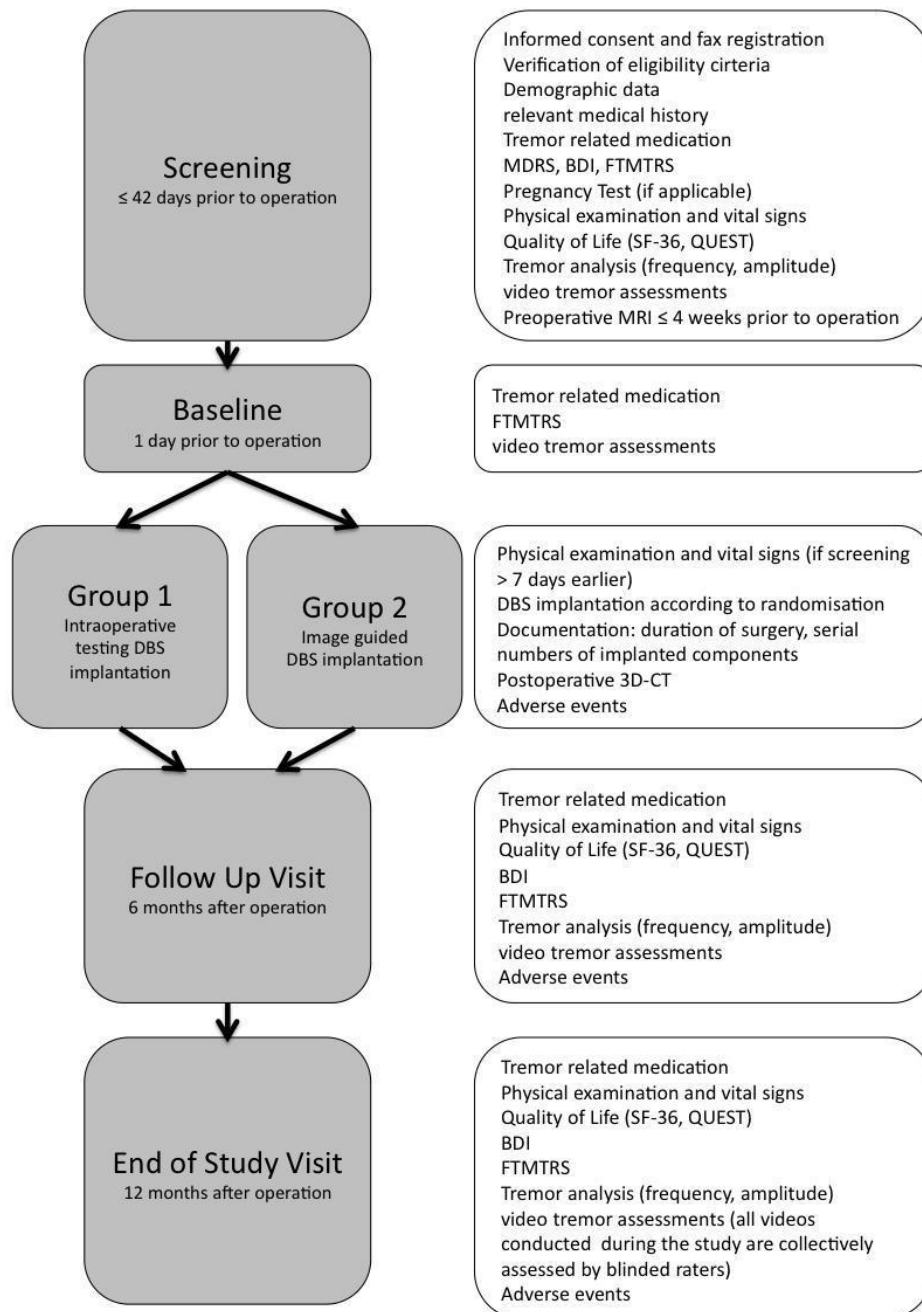 Screening
≤ 42 days prior to operation
Informed consent and fax registration
Verification of eligibility cirteria
Demographic data
relevant medical history
Tremor related medication
MDRS, BDI, FTMTRS
Pregnancy Test (if applicable)
Physical examination and vital signs
Quality of Life (SF-36, QUEST)
Tremor analysis (frequency, amplitude)
video tremor assessments
Preoperative MRI ≤ 4 weeks prior to operation
Baseline
1 day prior to operation
Tremor related medication
FTMTRS
video tremor assessments
Group 1
Intraoperative
testing DBS
implantation
Group 2
Image guided
DBS implantation
Physical examination and vital signs (if screening
> 7 days earlier)
DBS implantation according to randomisation
Documentation: duration of surgery, serial
numbers of implanted components
Postoperative 3D-CT
Adverse events
Follow Up Visit
6 months after operation
Tremor related medication
Physical examination and vital signs
Quality of Life (SF-36, QUEST)
BDI
FTMTRS
Tremor analysis (frequency, amplitude)
video tremor assessments
Adverse events
End of Study Visit
12 months after operation
Tremor related medication
Physical examination and vital signs
Quality of Life (SF-36, QUEST)
BDI
FTMTRS
Tremor analysis (frequency, amplitude)
video tremor assessments (all videos
conducted during the study are collectively
assessed by blinded raters)
Adverse events